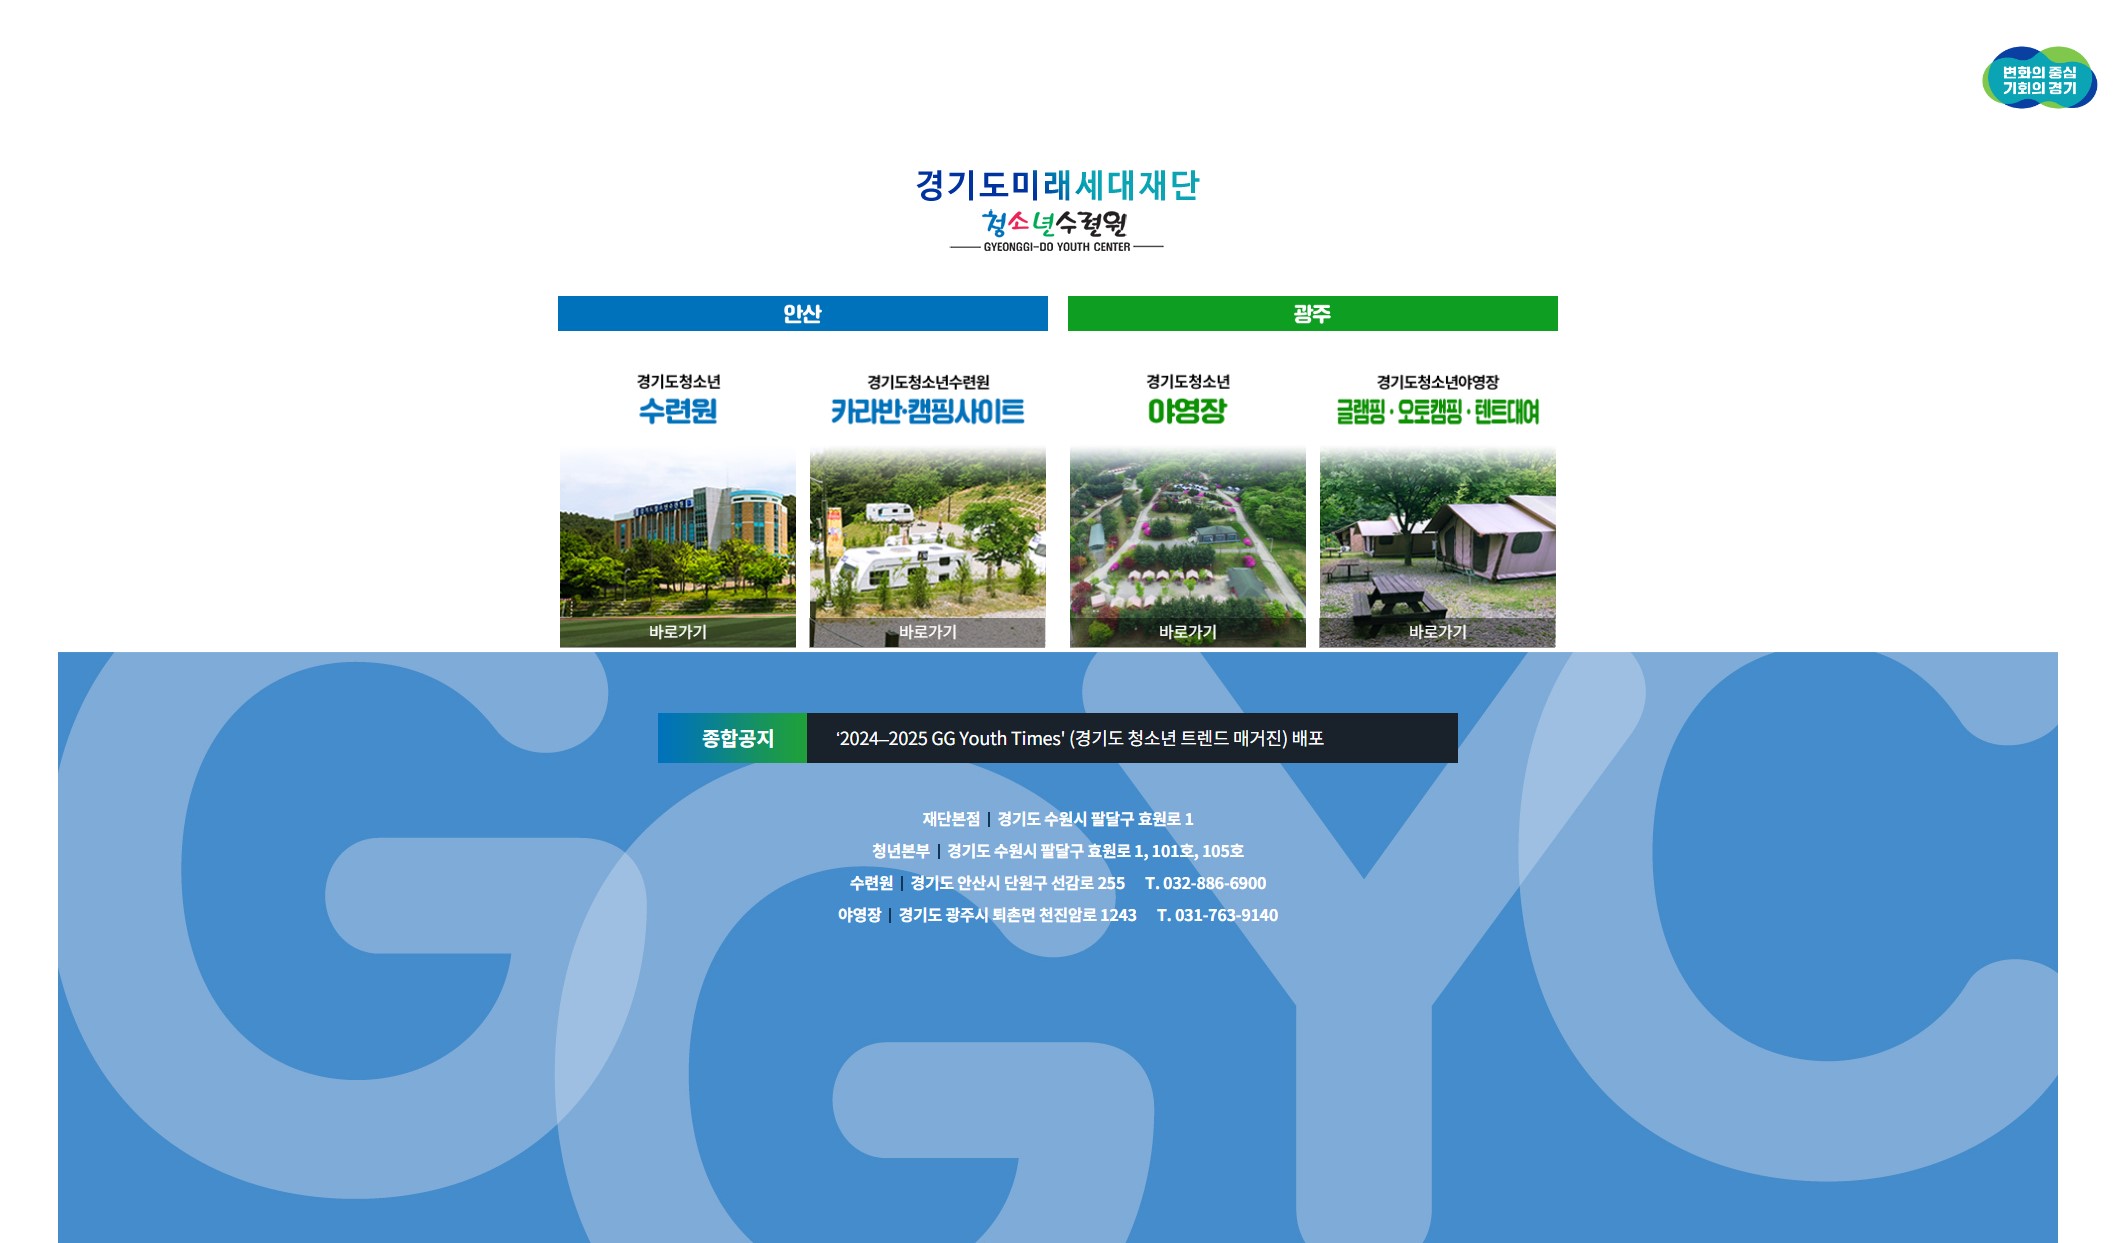 변화의 중심
기회의 경기
경기도미래세대재단
청소년수련원
GYEONGGI-DO YOUTH CENTER
안산
광주
경기도청소년
수련원
경기도청소년수련원
카라반·캠핑사이트
경기도청소년
야영장
경기도청소년야영장
글램핑·오토캠핑·텐트대여
바로가기
바로가기
바로가기
바로가기
종합공지
‘2024–2025 GG Youth Times' (경기도 청소년 트렌드 매거진) 배포
재단본점 | 경기도 수원시 팔달구 효원로 1
청년본부 | 경기도 수원시 팔달구 효원로 1, 101호, 105호
수련원 | 경기도 안산시 단원구 선감로 255 T. 032-886-6900
야영장 | 경기도 광주시 퇴촌면 천진암로 1243 T. 031-763-9140
GGYC